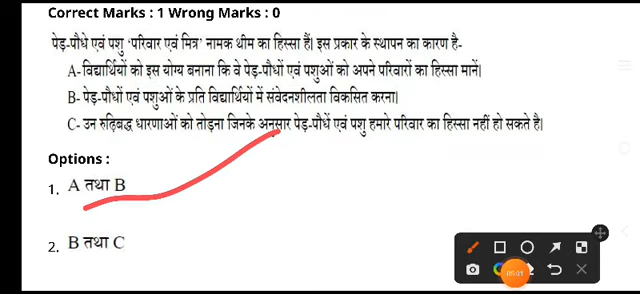 Correct Marks : 1 Wrong Marks : 0
पेड़-पौधे एवं पशु 'परिवार एवं मित्र' नामक थीम का हिस्सा हैं। इस प्रकार के स्थापन का कारण है-
A-विद्यार्थियों को इस योग्य बनाना कि वे पेड़-पौधों एवं पशुओं को अपने परिवारों का हिस्सा मानें।
B- पेड़-पौधों एवं पशुओं के प्रति विद्यार्थियों में संवेदनशीलता विकसित करना।
C- उन रूढ़िबद्ध धारणाओं को तोड़ना जिनके अनुसार पेड़-पौधें एवं पशु हमारे परिवार का हिस्सा नहीं हो सकते है।
Options :
1. A तथा B
2. B तथा C
05:01